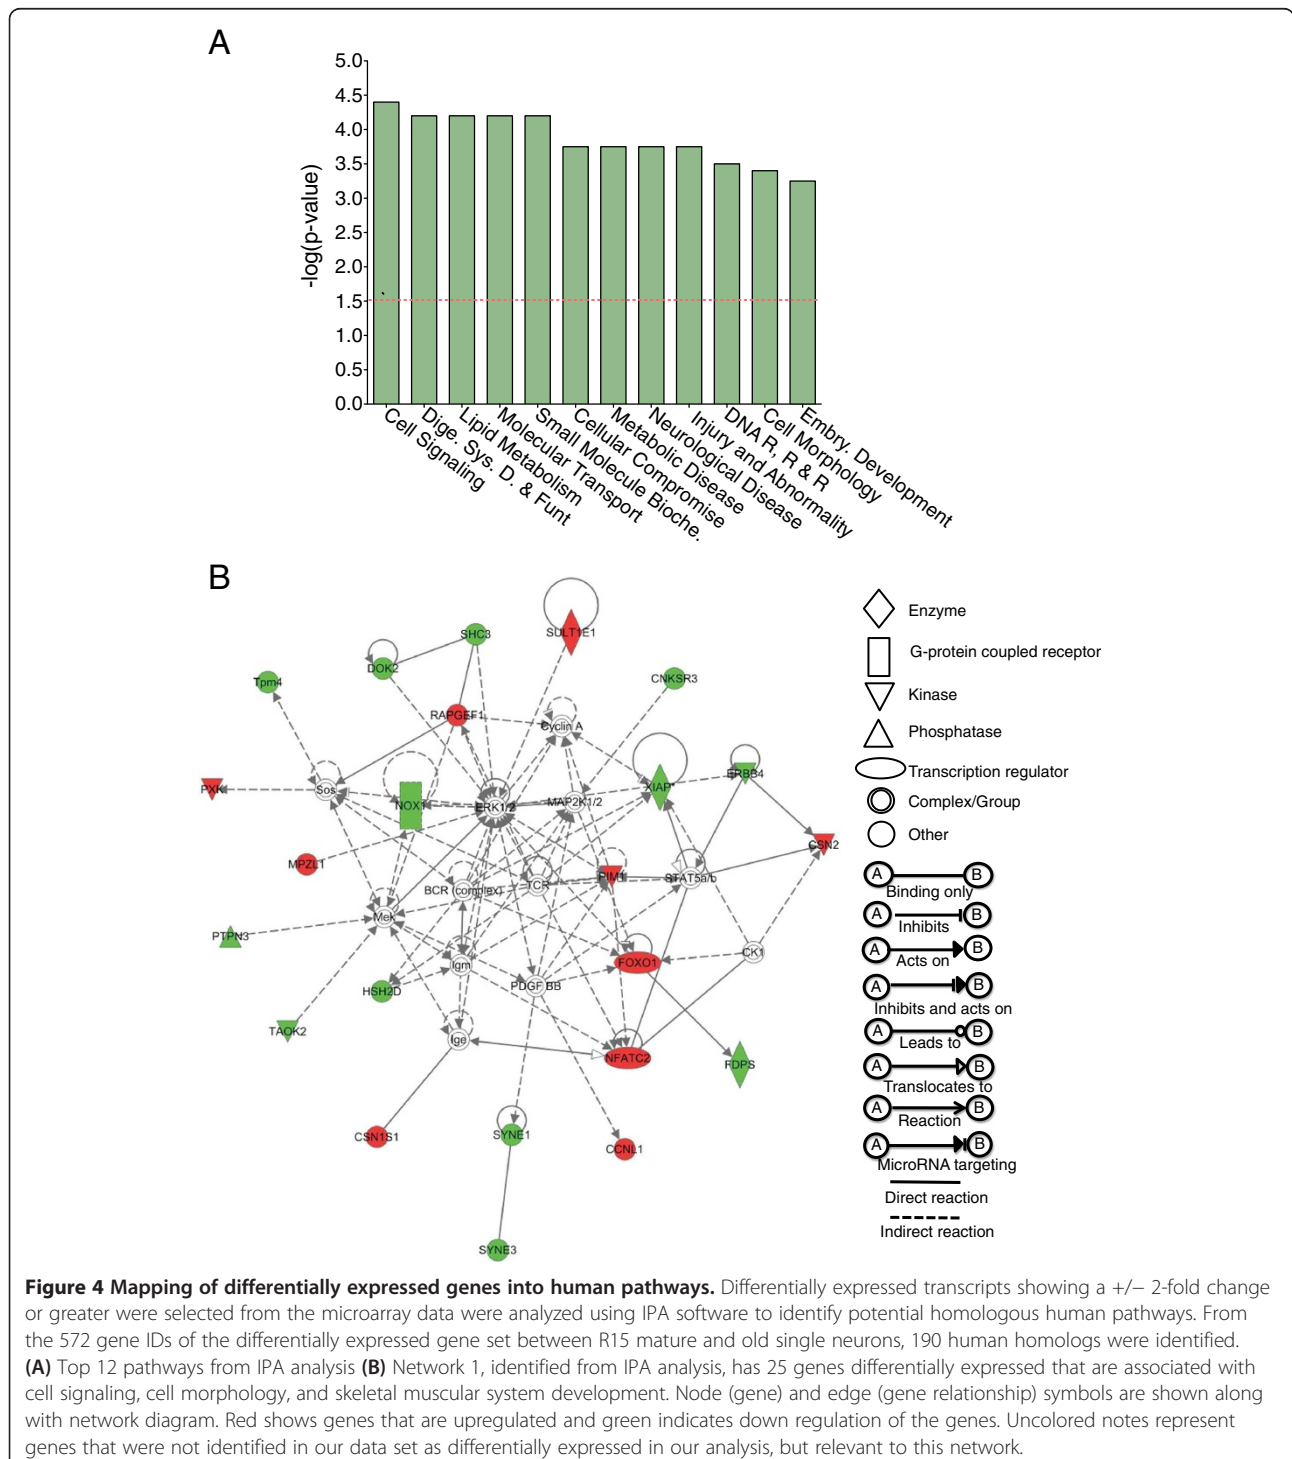 A
5.0
4.5
4.0
3.5
3.0
2.5
2.0
1.5
1.0
0.5
0.0
-log(p-value)
Cell Signaling
Dige. Sys. D. & Funt
Lipid Metabolism
Molecular Transport
Small Molecule Bioche.
Cellular Compromise
Metabolic Disease
Neurological Disease
Injury and Abnormality
DNA R, R & R
Cell Morphology
Embry. Development
B
SULT1E1
SHC3
DOK2
Tpm4
CNKSR3
RAPGEF1
Cyclin A
PXK
Sos
NOX1
ERK1/2
MAP2K1/2
XIAP*
ERBB4
CSN2
MPZL1
BCR (complex)
TCR
PIM1
STAT5a/b
Mek
PTPN3
Igm
FOXO1
CK1
HSH2D
PDGF BB
TAOK2
Ige
NFATC2
FDPS
CSN1S1
SYNE1
CCNL1
SYNE3
Enzyme
G-protein coupled receptor
Kinase
Phosphatase
Transcription regulator
Complex/Group
Other
A B
Binding only
A B
Inhibits
A B
Acts on
A B
Inhibits and acts on
A B
Leads to
A B
Translocates to
A B
Reaction
A B
MicroRNA targeting
Direct reaction
Indirect reaction
Figure 4 Mapping of differentially expressed genes into human pathways. Differentially expressed transcripts showing a +/− 2-fold change
or greater were selected from the microarray data were analyzed using IPA software to identify potential homologous human pathways. From
the 572 gene IDs of the differentially expressed gene set between R15 mature and old single neurons, 190 human homologs were identified.
(A) Top 12 pathways from IPA analysis (B) Network 1, identified from IPA analysis, has 25 genes differentially expressed that are associated with
cell signaling, cell morphology, and skeletal muscular system development. Node (gene) and edge (gene relationship) symbols are shown along
with network diagram. Red shows genes that are upregulated and green indicates down regulation of the genes. Uncolored notes represent
genes that were not identified in our data set as differentially expressed in our analysis, but relevant to this network.